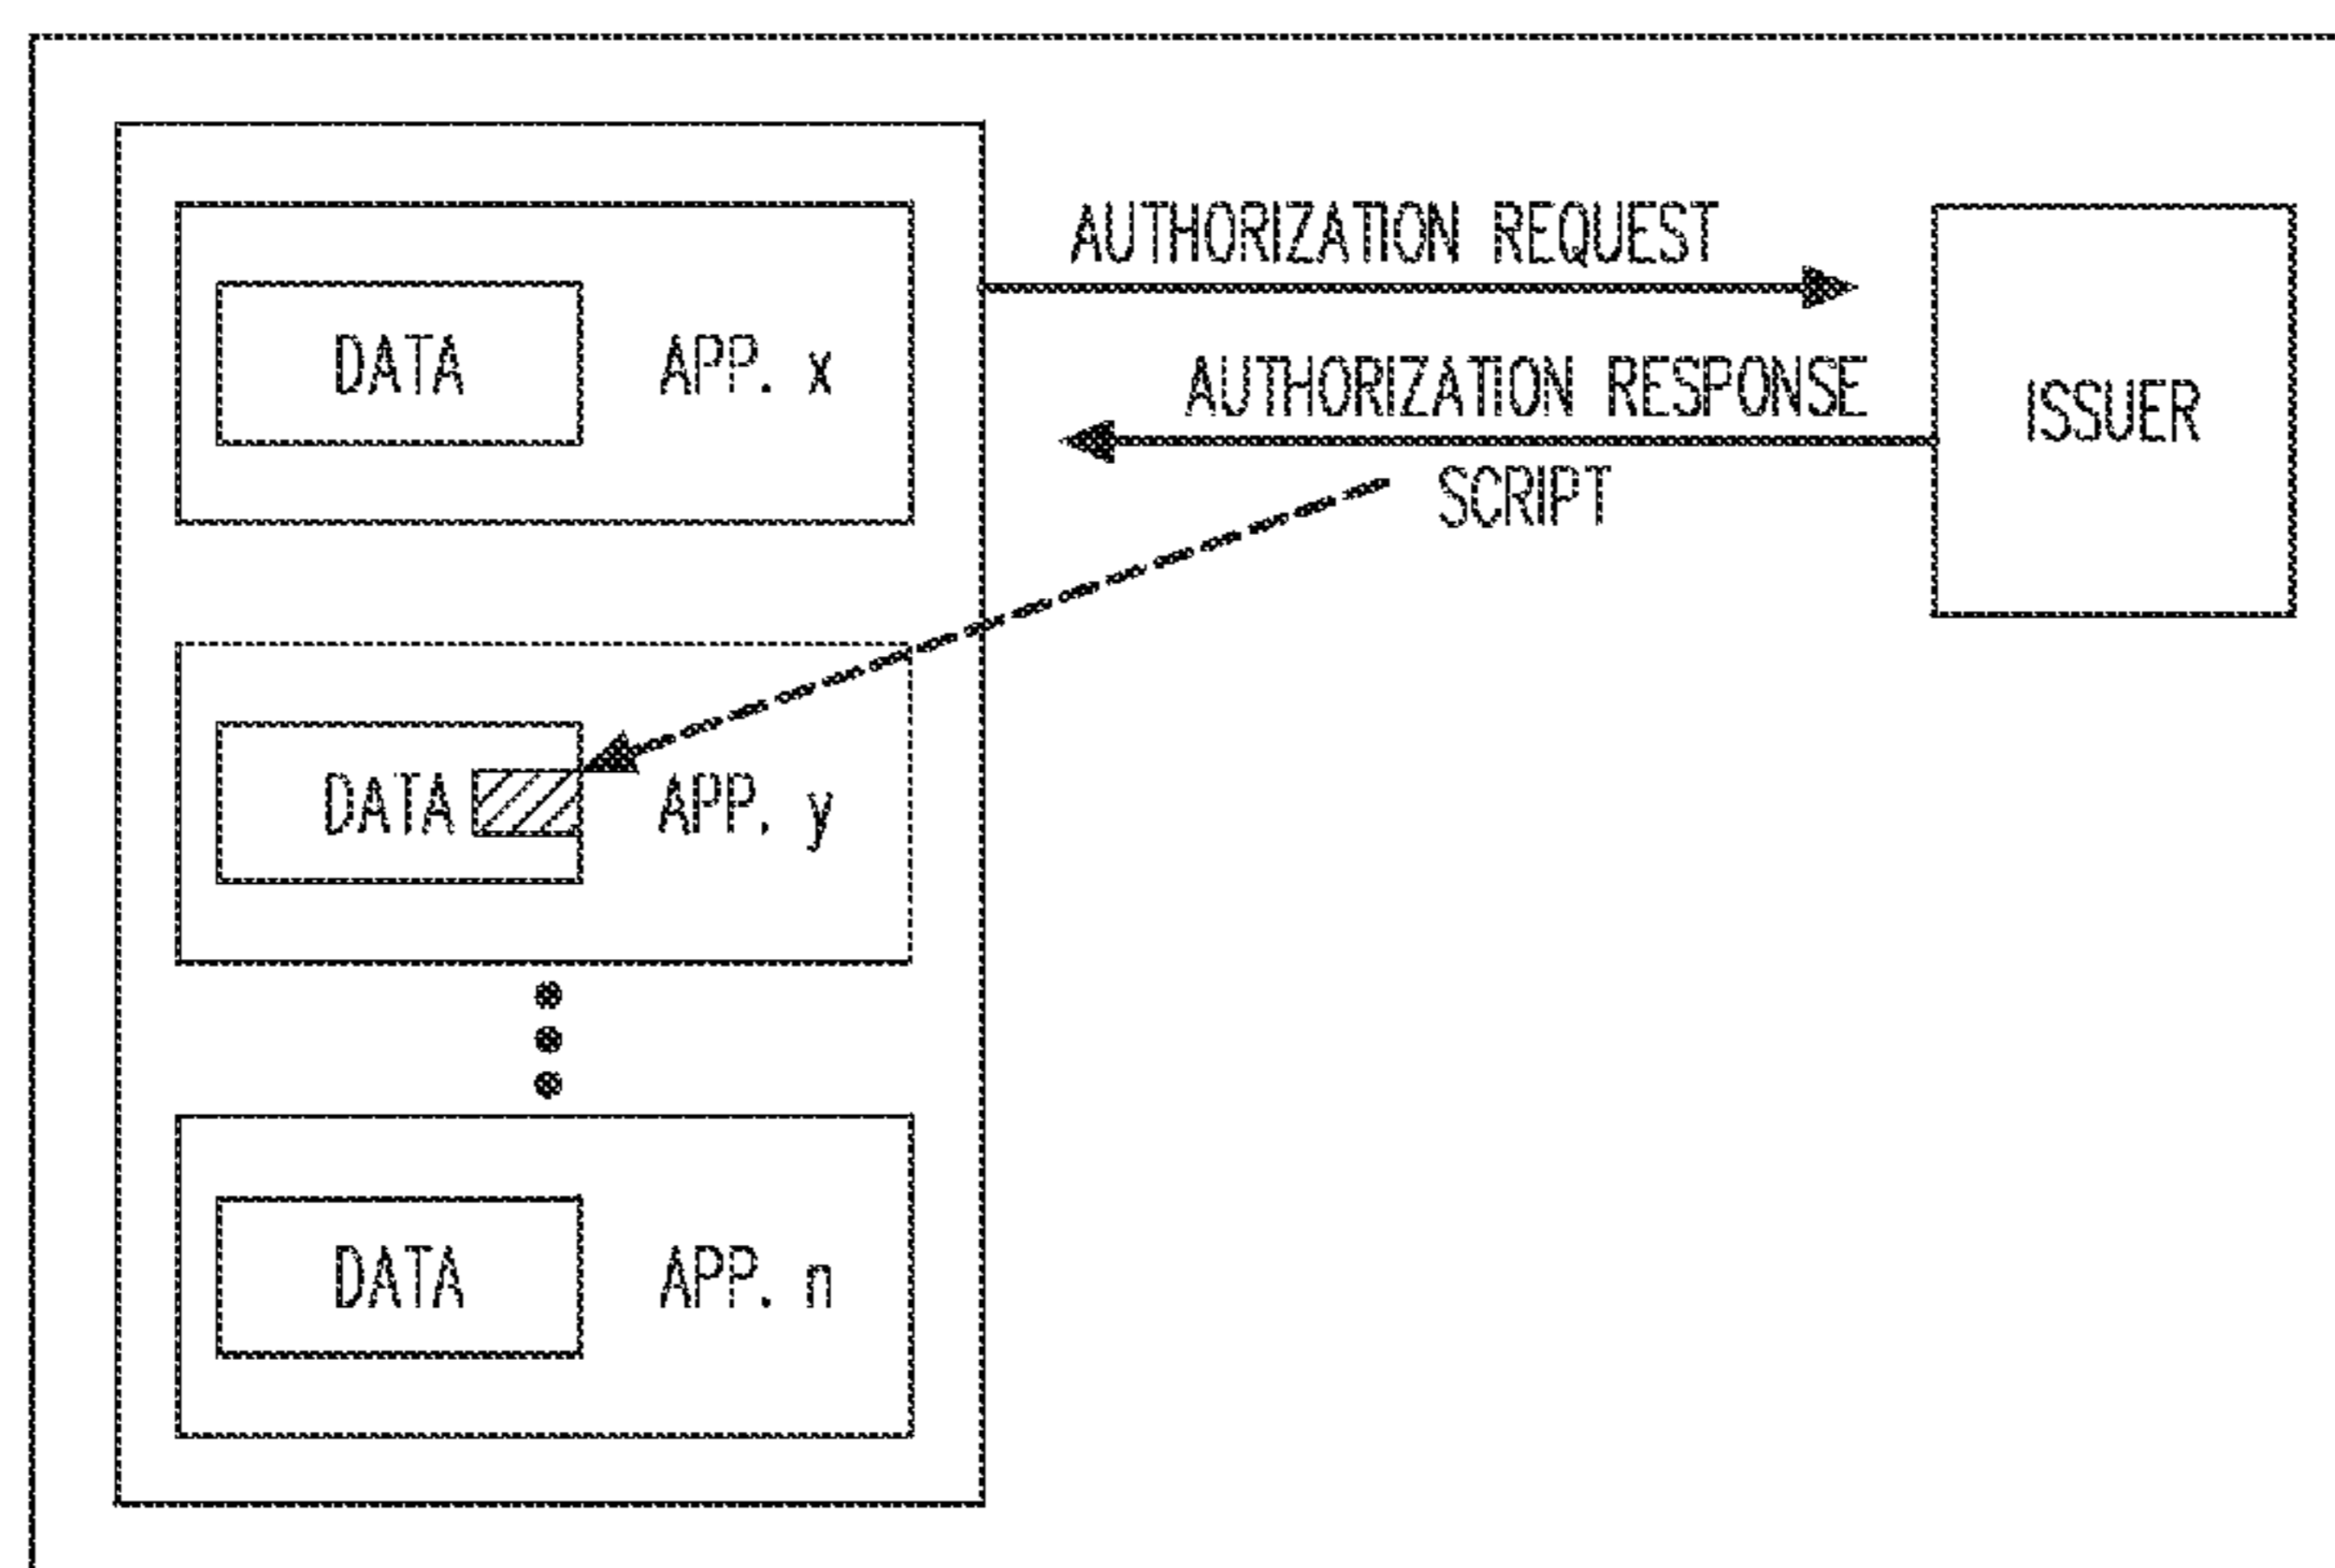 AUTHORIZATION REQUEST
DATA APP. x
AUTHORIZATION RESPONSE
ISSUER
SCRIPT
DATA APP. y
DATA APP. n